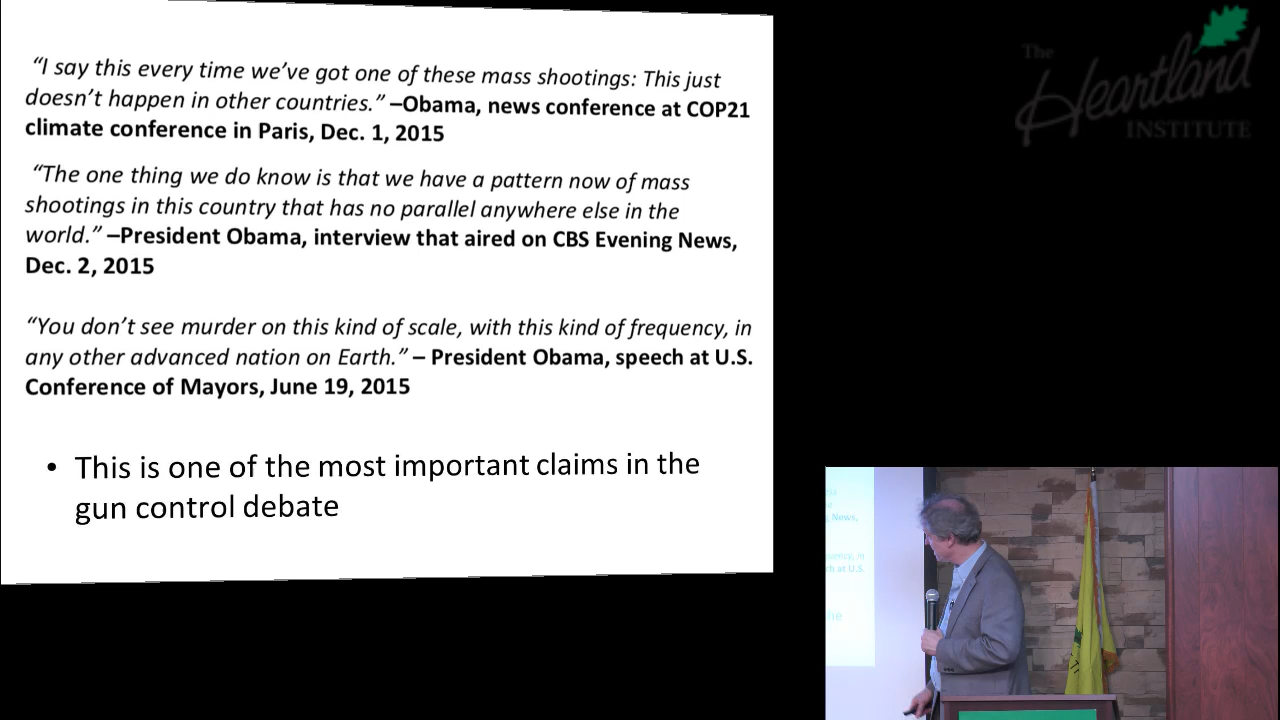 “I say this every time we’ve got one of these mass shootings: This just
doesn’t happen in other countries.” –Obama, news conference at COP21
climate conference in Paris, Dec. 1, 2015
“The one thing we do know is that we have a pattern now of mass
shootings in this country that has no parallel anywhere else in the
world.” –President Obama, interview that aired on CBS Evening News,
Dec. 2, 2015
“You don’t see murder on this kind of scale, with this kind of frequency, in
any other advanced nation on Earth.” – President Obama, speech at U.S.
Conference of Mayors, June 19, 2015
• This is one of the most important claims in the
gun control debate
The
Heartland
INSTITUTE
News,
ch at U.S.